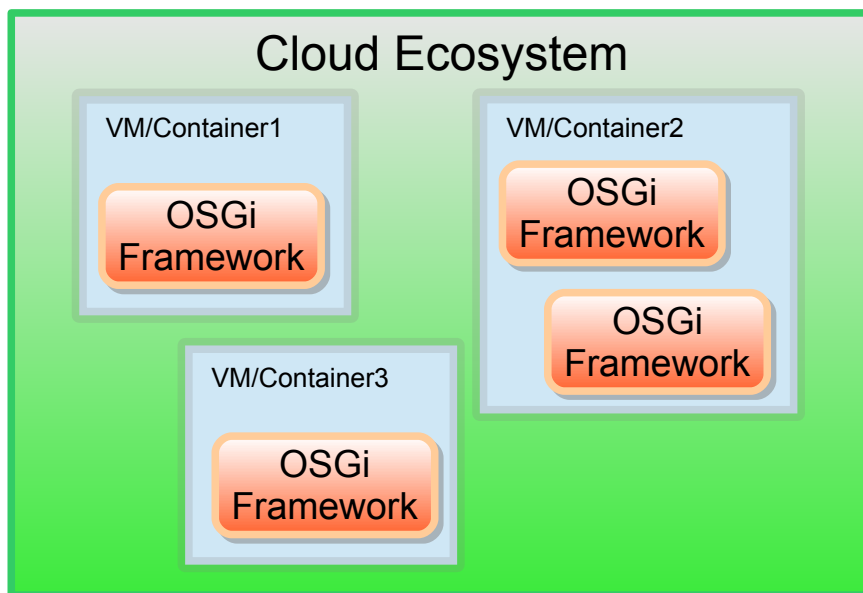 Cloud Ecosystem
VM/Container1
OSGi
Framework
VM/Container2
OSGi
Framework
OSGi
Framework
VM/Container3
OSGi
Framework